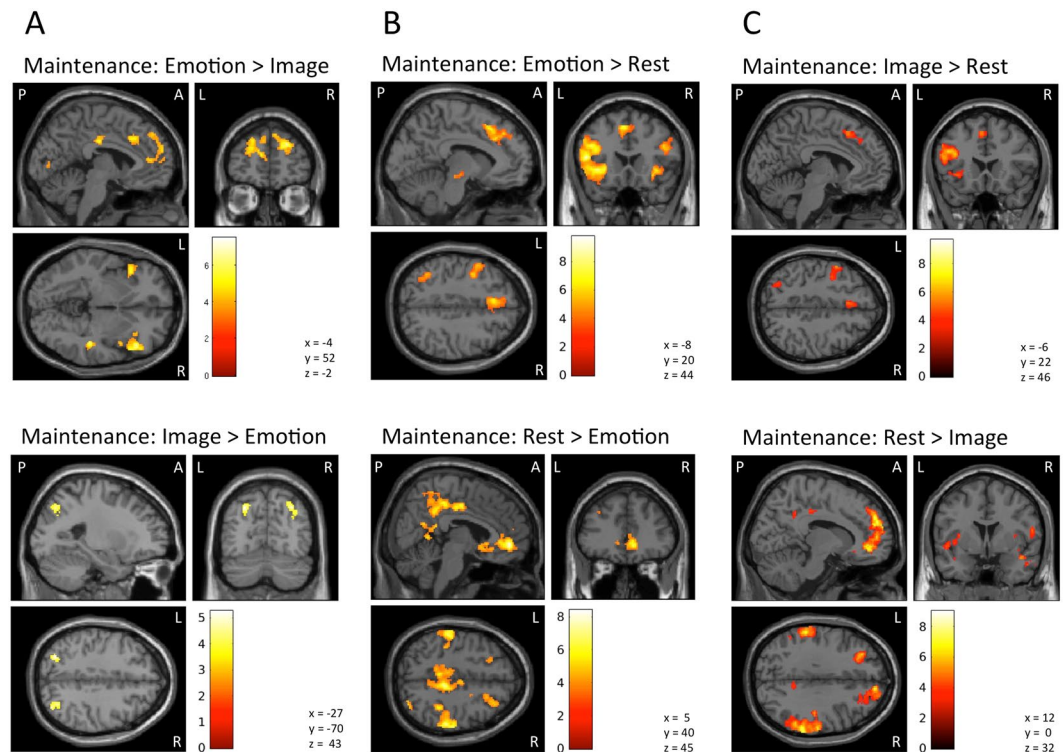 A
B
C
Maintenance: Emotion > Image
Maintenance: Emotion > Rest
Maintenance: Image > Rest
P A L R
P A L R
P A L R
L
L
L
6
4
2
0
R
x = -4
y = 52
z = -2
8
6
4
2
0
R
x = -8
y = 20
z = 44
8
6
4
2
0
R
x = -6
y = 22
z = 46
Maintenance: Image > Emotion
Maintenance: Rest > Emotion
Maintenance: Rest > Image
P A L R
P A L R
P A L R
L
L
L
5
4
3
2
1
0
R
x = -27
y = -70
z = 43
8
6
4
2
0
R
x = 5
y = 40
z = 45
8
6
4
2
0
R
x = 12
y = 0
z = 32